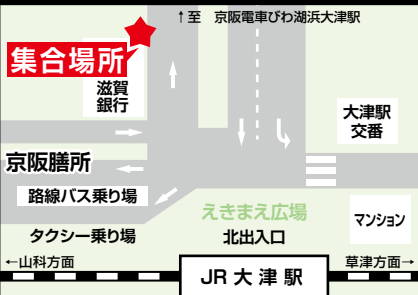 ↑至 京阪電車びわ湖浜大津駅
集合場所
滋賀
銀行
大津駅
交番
京阪膳所
路線バス乗り場
えきまえ広場
マンション
タクシー乗り場
北出入口
←山科方面
草津方面→
JR大津駅